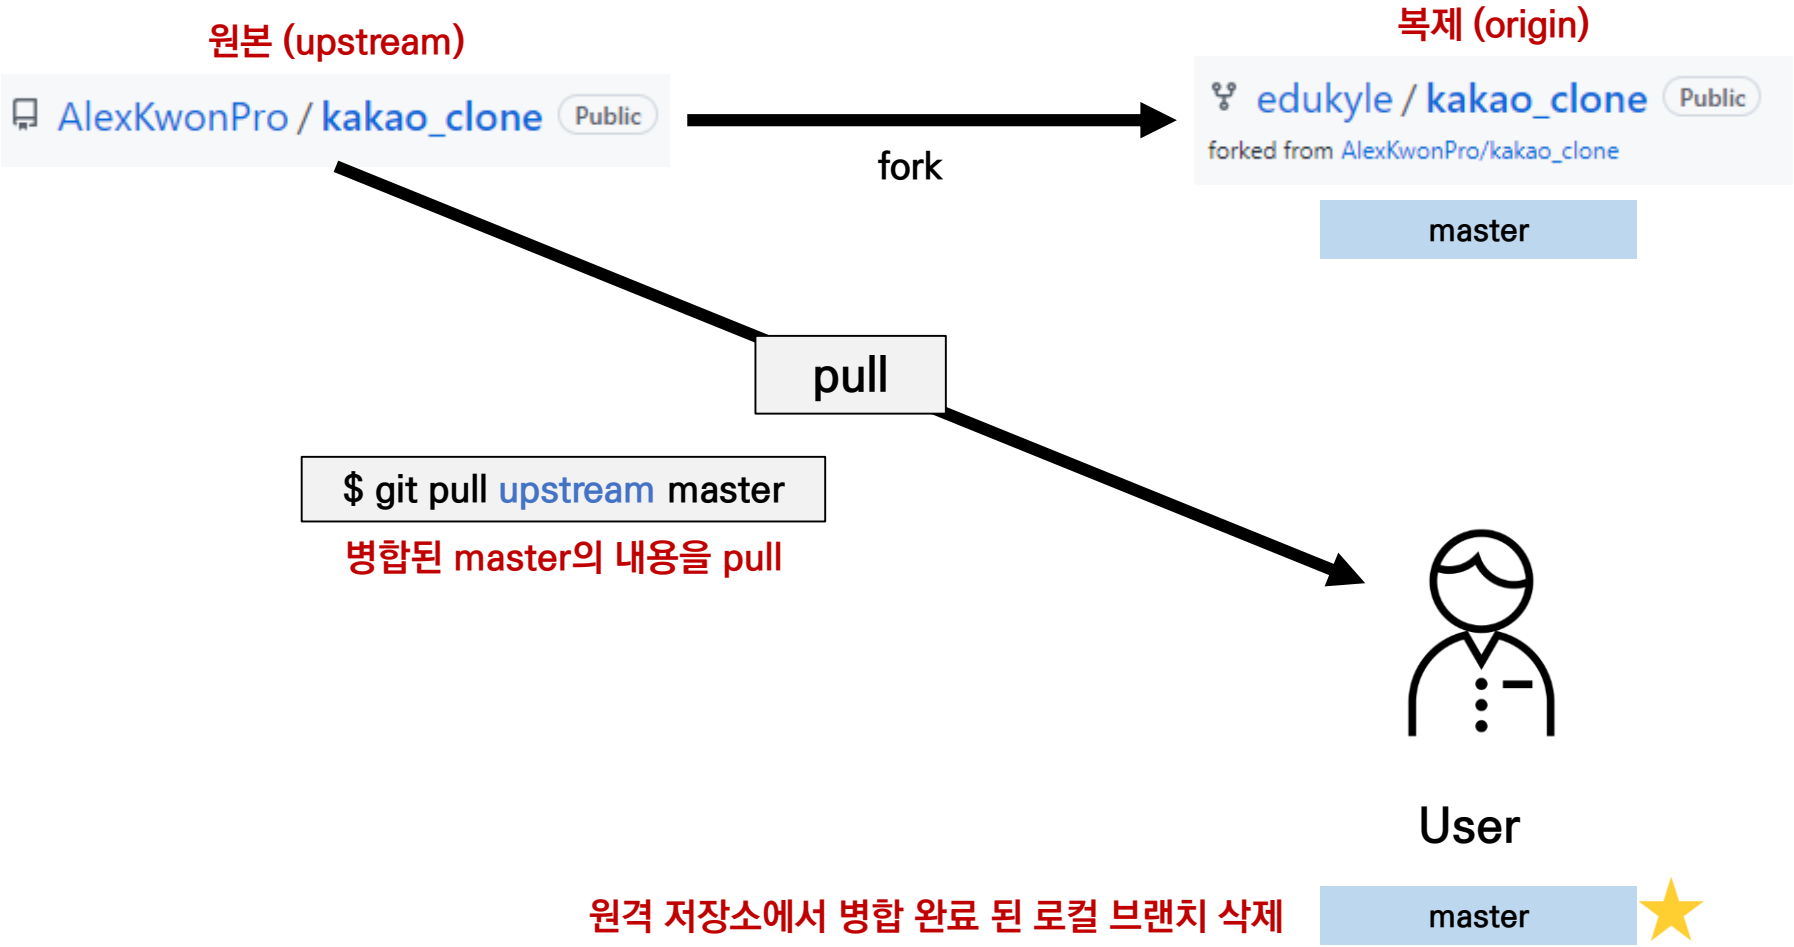 원본 (upstream)
복제 (origin)
AlexKwonPro / kakao_clone Public
edukyle / kakao_clone Public
forked from AlexKwonPro/kakao_clone
fork
master
pull
$ git pull upstream master
병합된 master의 내용을 pull
User
원격 저장소에서 병합 완료 된 로컬 브랜치 삭제
master